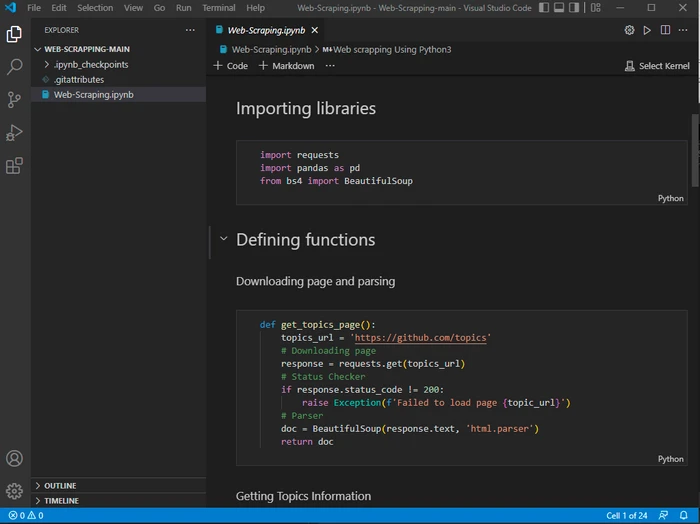 File Edit Selection View Go Run Terminal Help Web-Scraping.ipynb - Web-Scrapping-main - Visual Studio Code
EXPLORER
WEB-SCRAPPING-MAIN
.ipynb_checkpoints
.gitattributes
Web-Scraping.ipynb
OUTLINE
TIMELINE
Web-Scraping.ipynb
Web-Scraping.ipynb > M↓Web scrapping Using Python3
+ Code + Markdown ···
Select Kernel
Importing libraries
import requests
import pandas as pd
from bs4 import BeautifulSoup
Python
Defining functions
Downloading page and parsing
def get_topics_page():
topics_url = 'https://github.com/topics'
# Downloading page
response = requests.get(topics_url)
# Status Checker
if response.status_code != 200:
raise Exception(f'Failed to load page {topic_url}')
# Parser
doc = BeautifulSoup(response.text, 'html.parser')
return doc
Python
Getting Topics Information
0 0
Cell 1 of 24